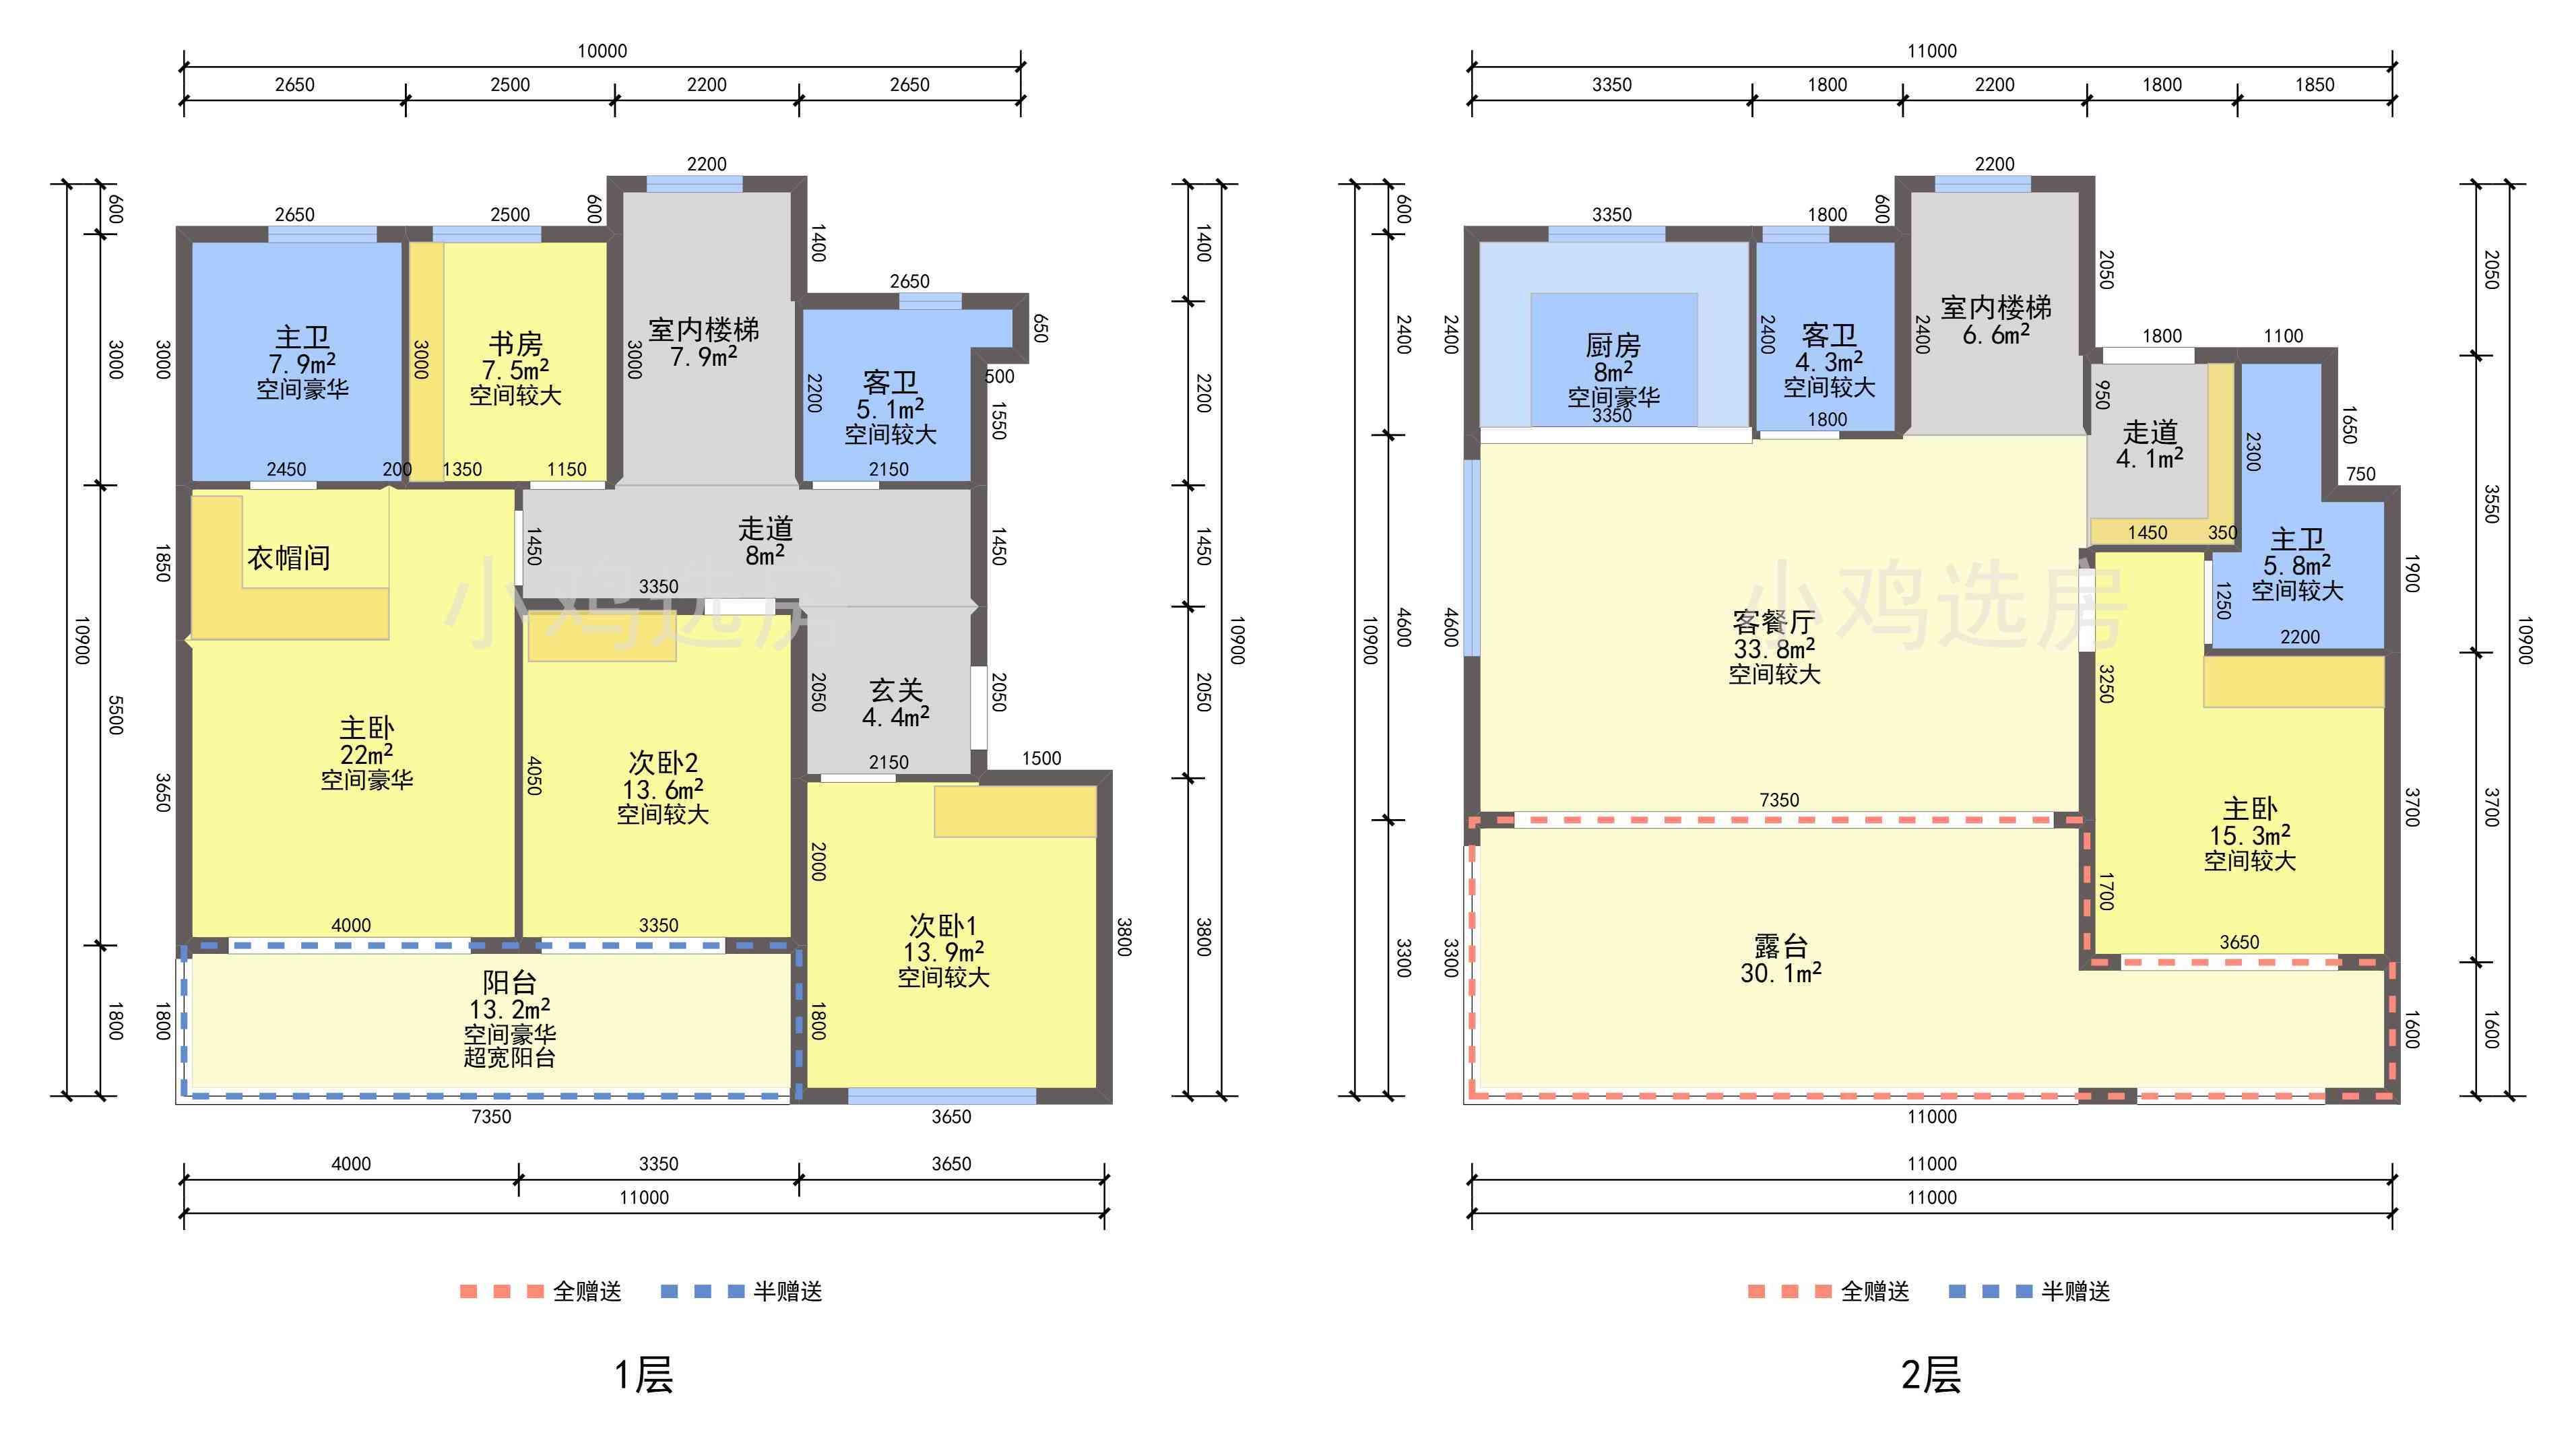 10000
2650 2500 2200 2650
2200
2650 2500 600
600 3000 5500 1800
10900
3000 1850 3650 1800
主卫
7.9m²
空间豪华
书房
7.5m²
空间较大
3000
室内楼梯
7.9m²
3000
1400
2650
650
500
客卫
5.1m²
空间较大
2200
1550
2450 200 1350 1150 2150
衣帽间
1450
走道
8m²
1450
3350
小鸡选房
主卧
22m²
空间豪华
次卧2
13.6m²
空间较大
4050
玄关
4.4m²
2050
2050
2150 1500
次卧1
13.9m²
空间较大
2000
1800
3800
4000 3350
阳台
13.2m²
空间豪华
超宽阳台
7350 3650
1400 2200 1450 2050 3800
10900
4000 3350 3650
11000
全赠送 半赠送
1层
11000
3350 1800 2200 1800 1850
2200
3350 1800 600
600 2400 4600 3300
10900
2400 4600 3300
厨房
8m²
空间豪华
3350
客卫
4.3m²
空间较大
2400
1800
室内楼梯
6.6m²
2400
2050
1800 1100
950
走道
4.1m²
1450 350
2300
1650
750
主卫
5.8m²
空间较大
1250
2200
1900
客餐厅
33.8m²
空间较大
小鸡选房
7350
3250
主卧
15.3m²
空间较大
3700
1700
3650
露台
30.1m²
1600
11000
2050 3550 3700 1600
10900
11000
11000
全赠送 半赠送
2层